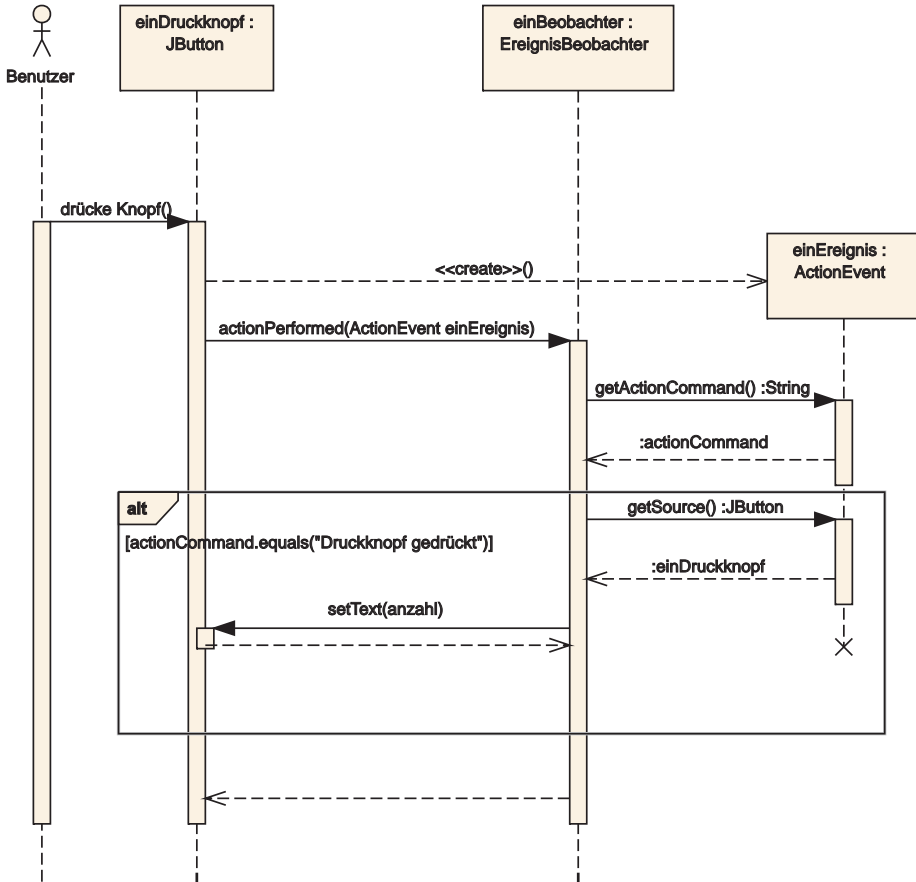 einDruckknopf :
JButton
einBeobachter :
EreignisBeobachter
Benutzer
drücke Knopf()
einEreignis :
ActionEvent
<<create>>()
actionPerformed(ActionEvent einEreignis)
getActionCommand() :String
:actionCommand
alt
getSource() :JButton
[actionCommand.equals("Druckknopf gedrückt")]
:einDruckknopf
setText(anzahl)